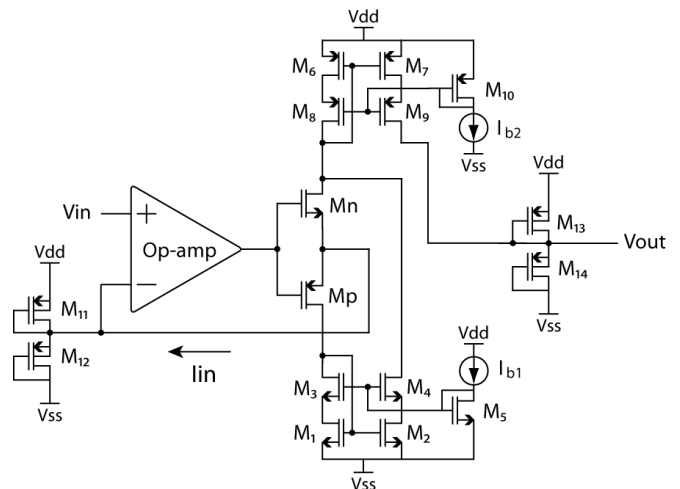 Vdd
M6
M7
M10
M8
M9
Ib2
Vss
Vdd
Vin
+
Mn
M13
Op-amp
Vout
Vdd
−
M14
Mp
M11
Vss
M12
Iin
Vdd
Ib1
M3
M4
M5
Vss
M1
M2
Vss